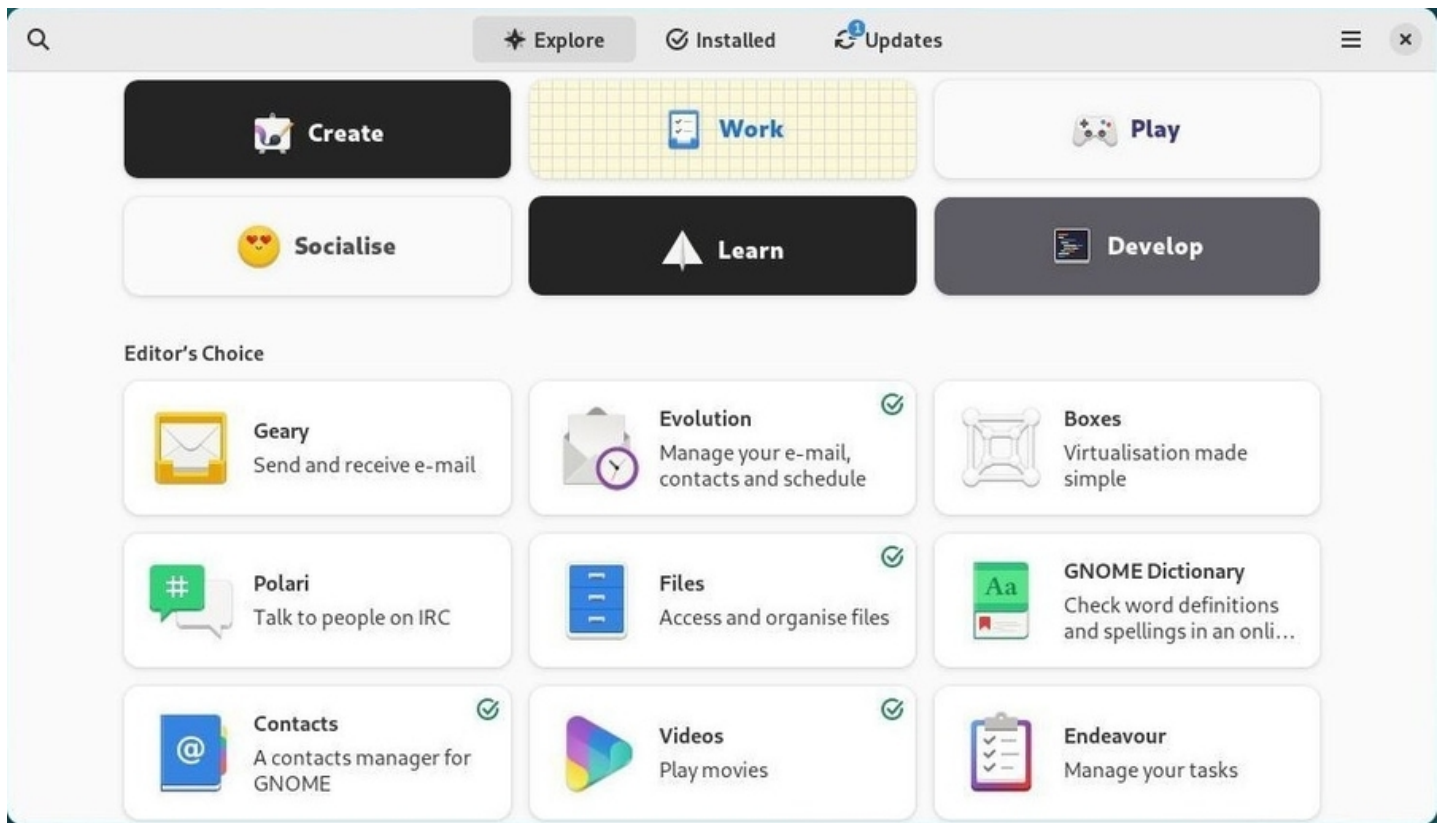 Explore
Installed
1
Updates
Create
Work
Play
Socialise
Learn
Develop
Editor's Choice
Geary
Send and receive e-mail
Evolution
Manage your e-mail,
contacts and schedule
Boxes
Virtualisation made
simple
#
Polari
Talk to people on IRC
Files
Access and organise files
Aa
GNOME Dictionary
Check word definitions
and spellings in an onli...
@
Contacts
A contacts manager for
GNOME
Videos
Play movies
Endeavour
Manage your tasks